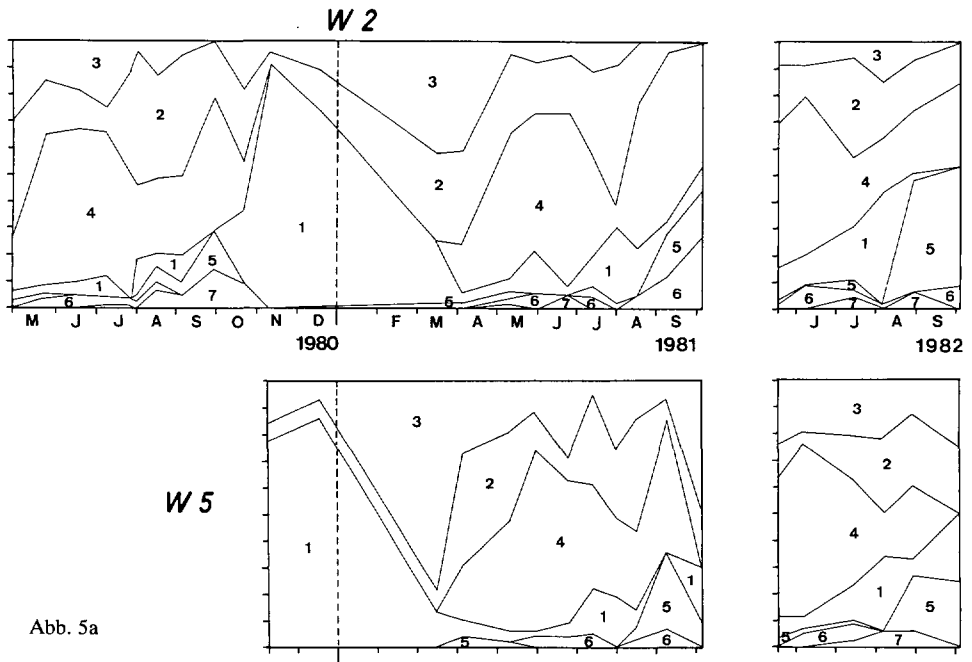 W 2
3 3 3
2 2 2
4 4 4
1 1 1 1 1
5 5 5 5
6 7 6 6 7 6 6 6 7 7 6
M J J A S O N D F M A M J J A S J J A S
1980 1981 1982
W 5
3 3
2 2
4 4
1 1 1 1
5 5 5 5
6 6 6 7
Abb. 5a